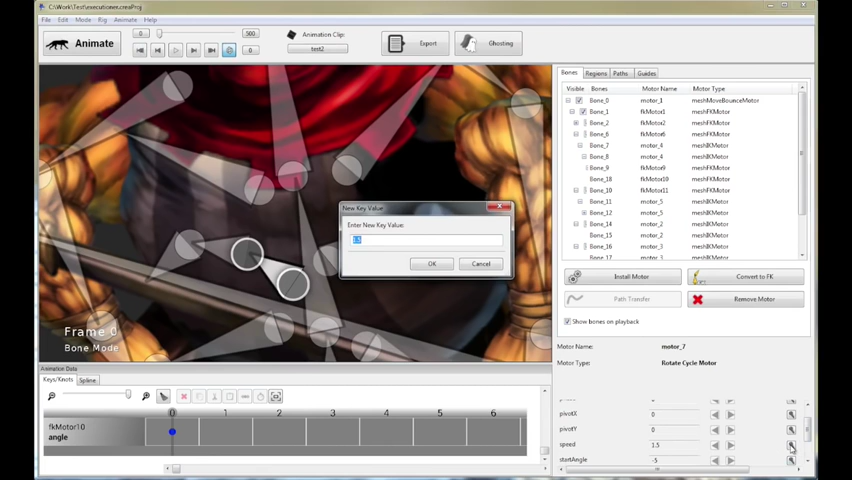 C:\Work\Test\executioner.creaProj
File Edit Mode Rig Animate Help
Animate
0 500
0
Animation Clip:
test2
Export
Ghosting
Bones Regions Paths Guides
Visible Bones Motor Name Motor Type
Bone_0 motor_1 meshMoveBounceMotor
Bone_1 fkMotor1 meshFKMotor
Bone_2 fkMotor2 meshFKMotor
Bone_6 fkMotor6 meshFKMotor
Bone_7 motor_4 meshIKMotor
Bone_8 motor_4 meshIKMotor
Bone_9 fkMotor9 meshFKMotor
Bone_18 fkMotor10 meshFKMotor
Bone_10 fkMotor11 meshFKMotor
Bone_11 motor_5 meshIKMotor
Bone_12 motor_5 meshIKMotor
Bone_14 motor_2 meshIKMotor
Bone_15 motor_2 meshIKMotor
Bone_16 motor_3 meshIKMotor
Bone_17 motor_3 meshIKMotor
New Key Value:
Enter New Key Value:
1.5
OK Cancel
Install Motor Convert to FK
Path Transfer Remove Motor
Show bones on playback
Motor Name: motor_7
Motor Type: Rotate Cycle Motor
pivotX 0
pivotY 0
speed 1.5
startAngle -5
Frame 0
Bone Mode
Animation Data
Keys/Knots Spline
0 1 2 3 4 5 6
fkMotor10
angle